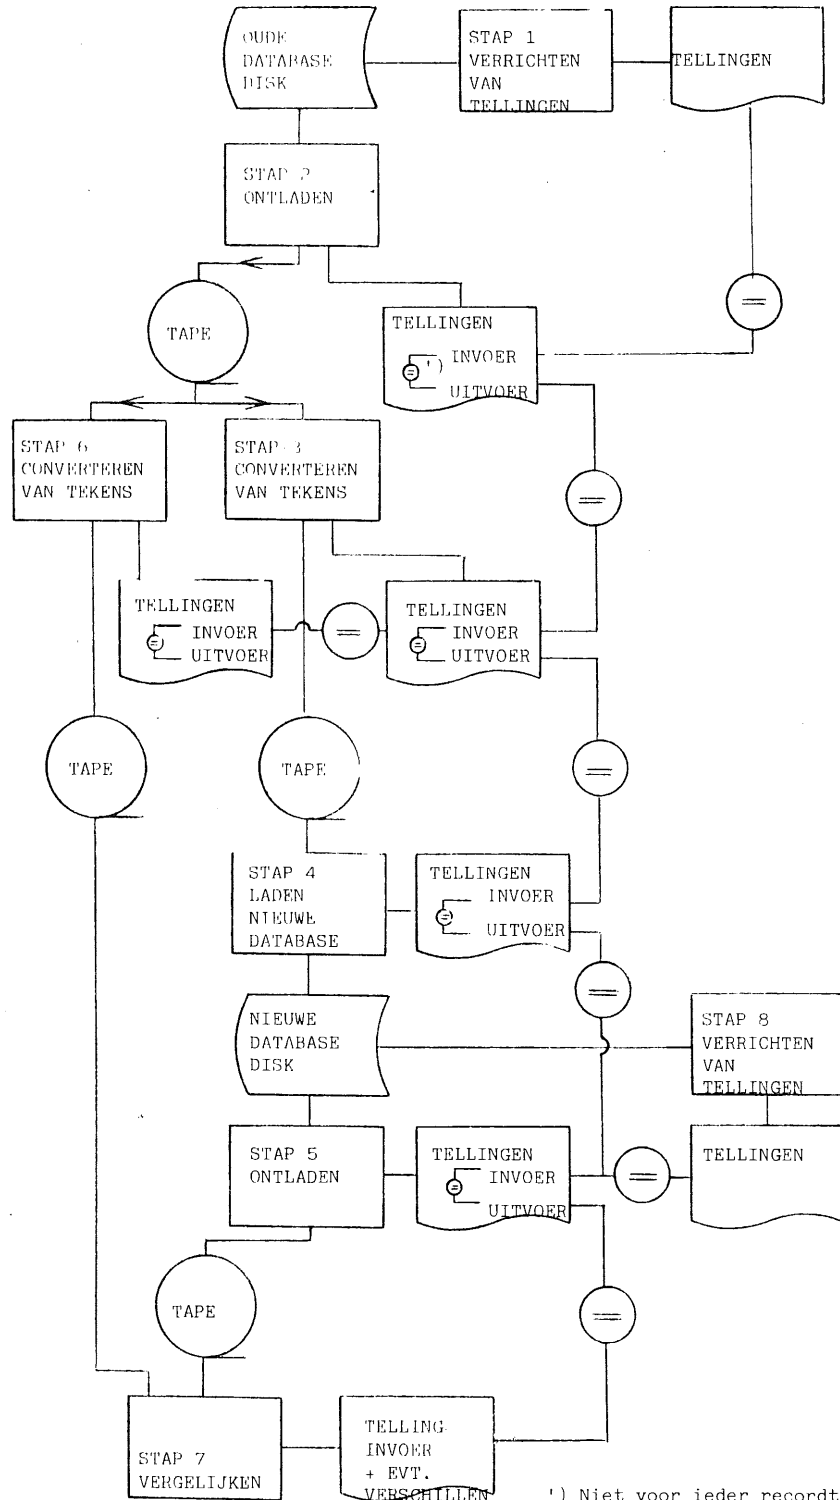 OUDE
DATABASE
DISK
STAP 1
VERRICHTEN
VAN
TELLINGEN
TELLINGEN
STAP 2
ONTLADEN
TAPE
TELLINGEN
= ') INVOER
UITVOER
=
=
STAP 6
CONVERTEREN
VAN TEKENS
STAP 3
CONVERTEREN
VAN TEKENS
TELLINGEN
= INVOER
UITVOER
=
TELLINGEN
= INVOER
UITVOER
TAPE
TAPE
=
STAP 4
LADEN
NIEUWE
DATABASE
TELLINGEN
INVOER
=
UITVOER
=
NIEUWE
DATABASE
DISK
STAP 8
VERRICHTEN
VAN
TELLINGEN
STAP 5
ONTLADEN
TELLINGEN
INVOER
=
UITVOER
=
TELLINGEN
TAPE
=
STAP 7
VERGELIJKEN
TELLING
INVOER
+ EVT.
VERSCHILLEN
') Niet voor ieder recordt